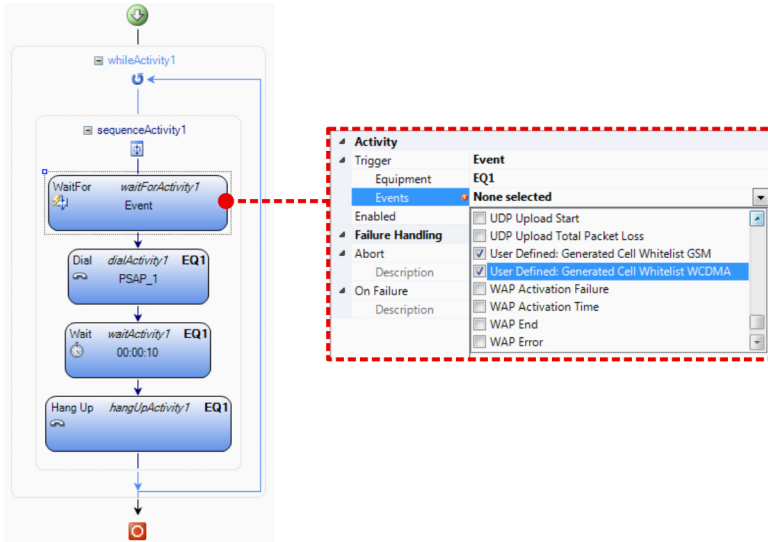 whileActivity1
sequenceActivity1
WaitFor waitForActivity1
Event
Dial dialActivity1 EQ1
PSAP_1
Wait waitActivity1 EQ1
00:00:10
Hang Up hangUpActivity1 EQ1
Activity
Trigger Event
Equipment EQ1
Events None selected
Enabled
Failure Handling
Abort
Description
On Failure
Description
UDP Upload Start
UDP Upload Total Packet Loss
User Defined: Generated Cell Whitelist GSM
User Defined: Generated Cell Whitelist WCDMA
WAP Activation Failure
WAP Activation Time
WAP End
WAP Error